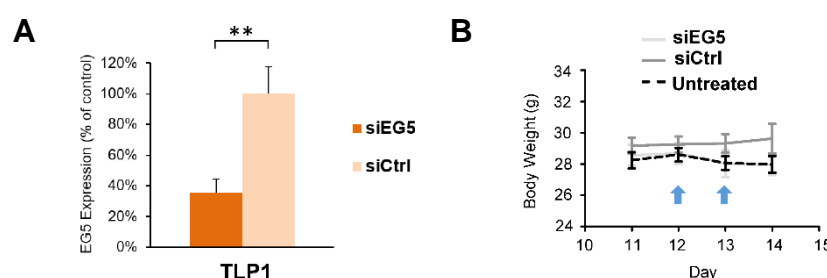 A
**
EG5 Expression (% of control)
120%
100%
80%
60%
40%
20%
0%
TLP1
siEG5
siCtrl
B
siEG5
siCtrl
Untreated
Body Weight (g)
34
32
30
28
26
24
10 11 12 13 14 15
Day